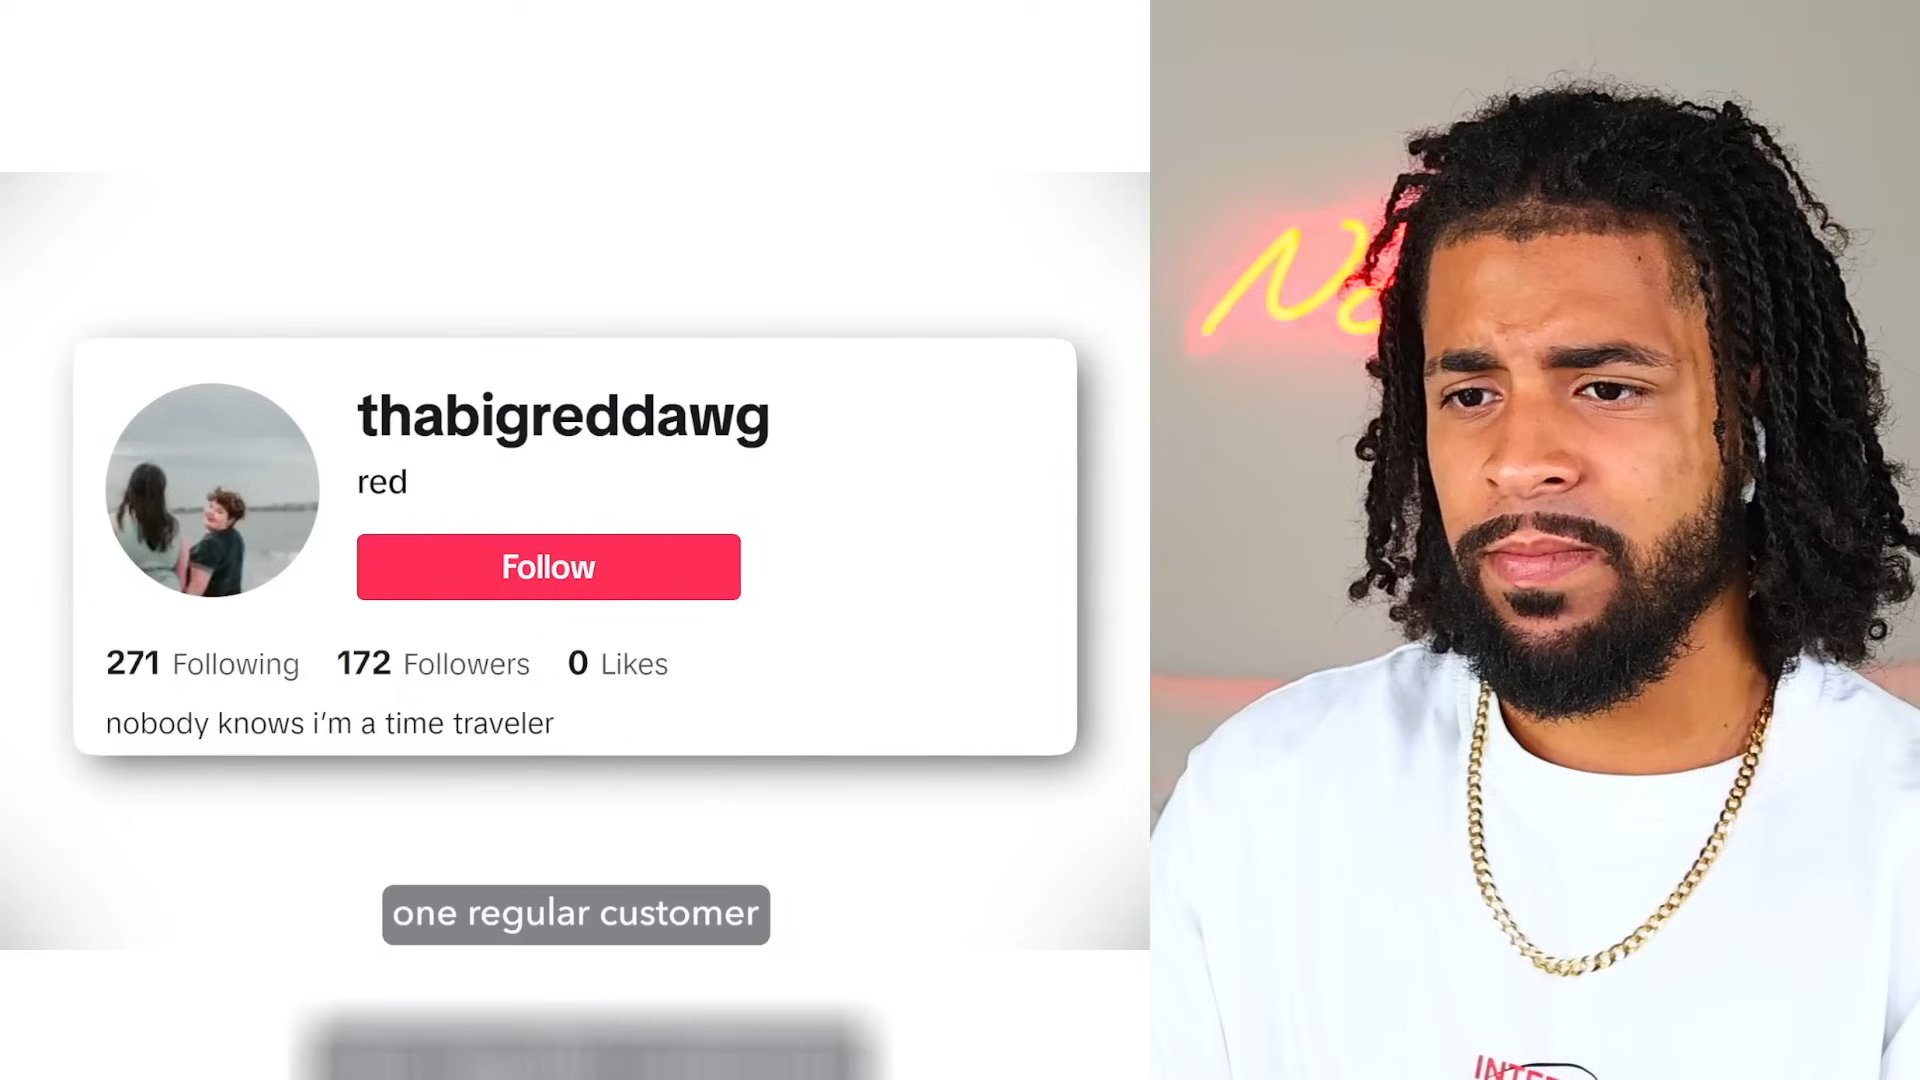 thabigreddawg
red
Follow
271 Following 172 Followers 0 Likes
nobody knows i'm a time traveler
one regular customer